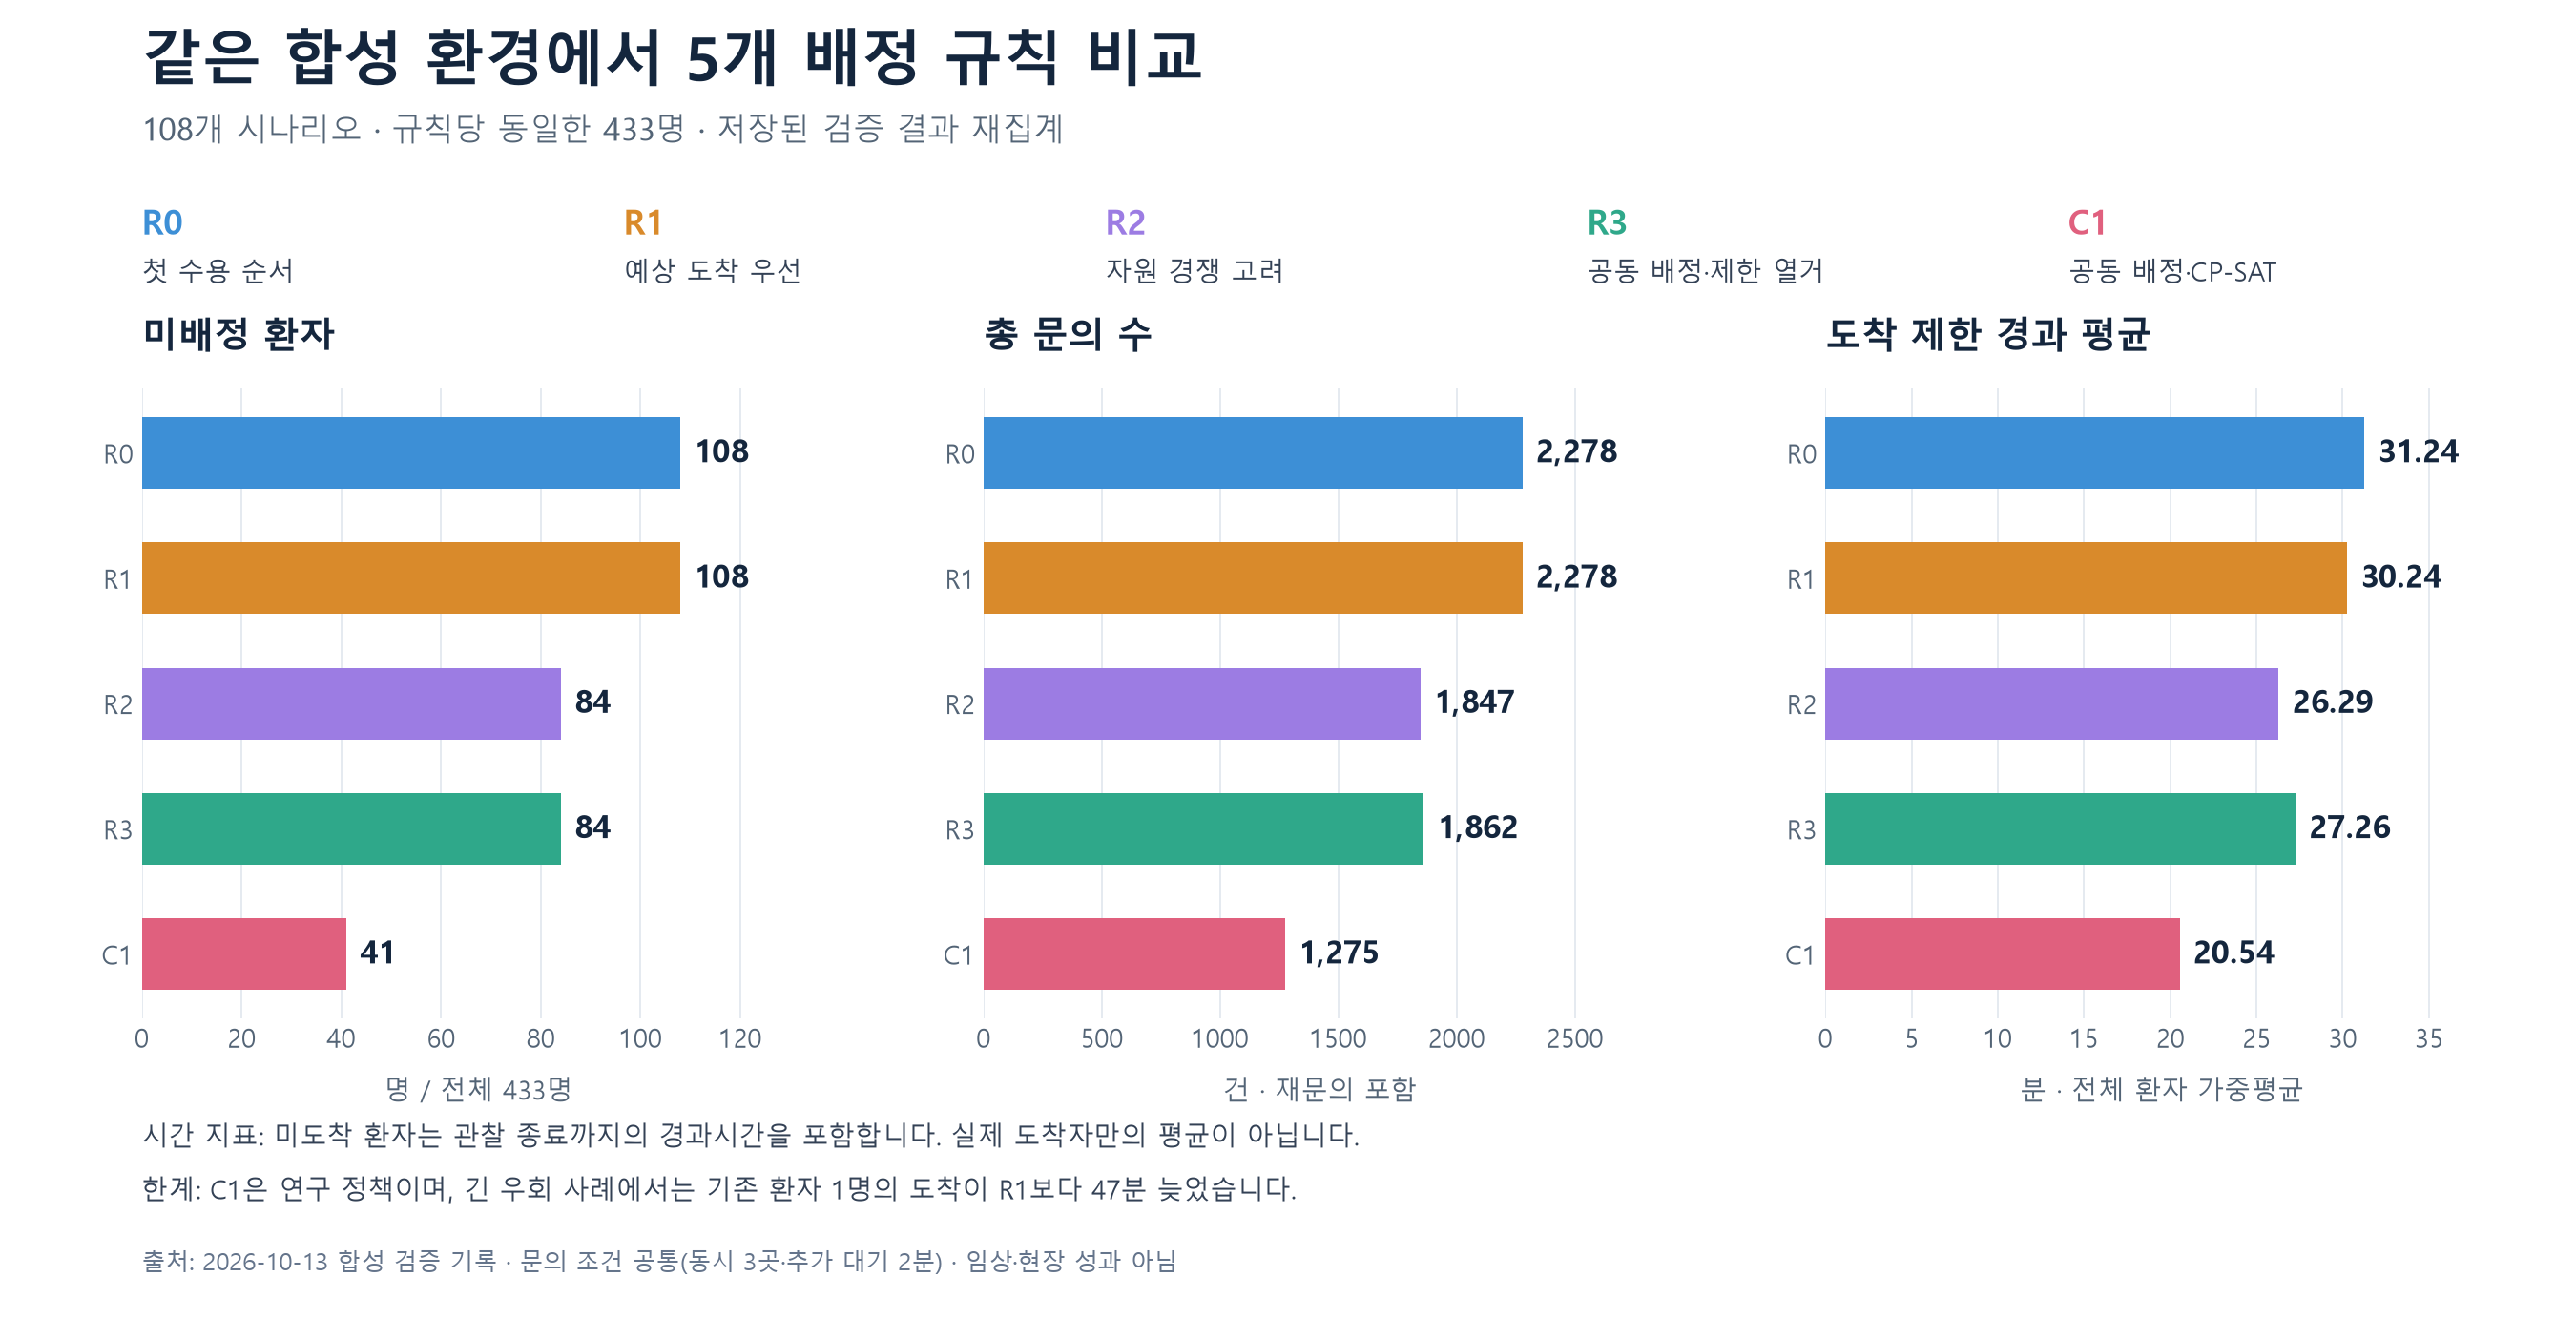 같은 합성 환경에서 5개 배정 규칙 비교
108개 시나리오 · 규칙당 동일한 433명 · 저장된 검증 결과 재집계
R0
첫 수용 순서
R1
예상 도착 우선
R2
자원 경쟁 고려
R3
공동 배정·제한 열거
C1
공동 배정·CP-SAT
미배정 환자
R0 108
R1 108
R2 84
R3 84
C1 41
0 20 40 60 80 100 120
명 / 전체 433명
총 문의 수
R0 2,278
R1 2,278
R2 1,847
R3 1,862
C1 1,275
0 500 1000 1500 2000 2500
건 · 재문의 포함
도착 제한 경과 평균
R0 31.24
R1 30.24
R2 26.29
R3 27.26
C1 20.54
0 5 10 15 20 25 30 35
분 · 전체 환자 가중평균
시간 지표: 미도착 환자는 관찰 종료까지의 경과시간을 포함합니다. 실제 도착자만의 평균이 아닙니다.
한계: C1은 연구 정책이며, 긴 우회 사례에서는 기존 환자 1명의 도착이 R1보다 47분 늦었습니다.
출처: 2026-10-13 합성 검증 기록 · 문의 조건 공통(동시 3곳·추가 대기 2분) · 임상·현장 성과 아님